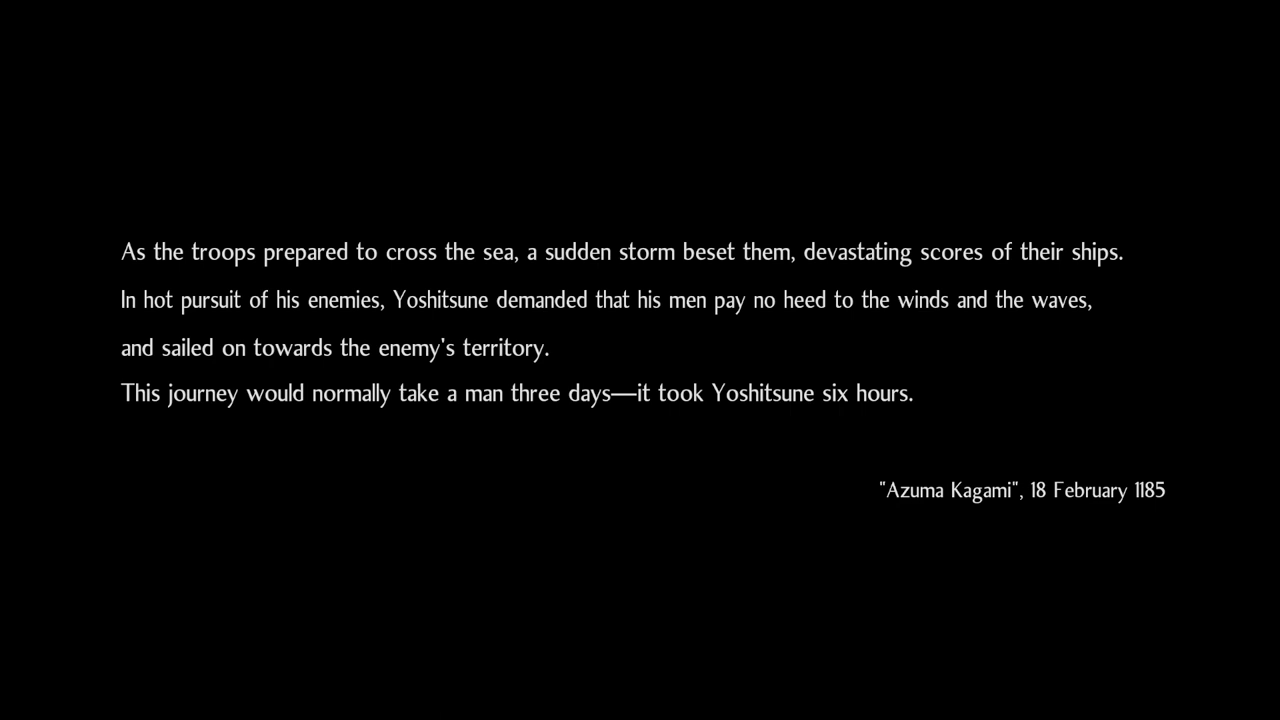 As the troops prepared to cross the sea, a sudden storm beset them, devastating scores of their ships.
In hot pursuit of his enemies, Yoshitsune demanded that his men pay no heed to the winds and the waves,
and sailed on towards the enemy's territory.
This journey would normally take a man three days—it took Yoshitsune six hours.
"Azuma Kagami", 18 February 1185